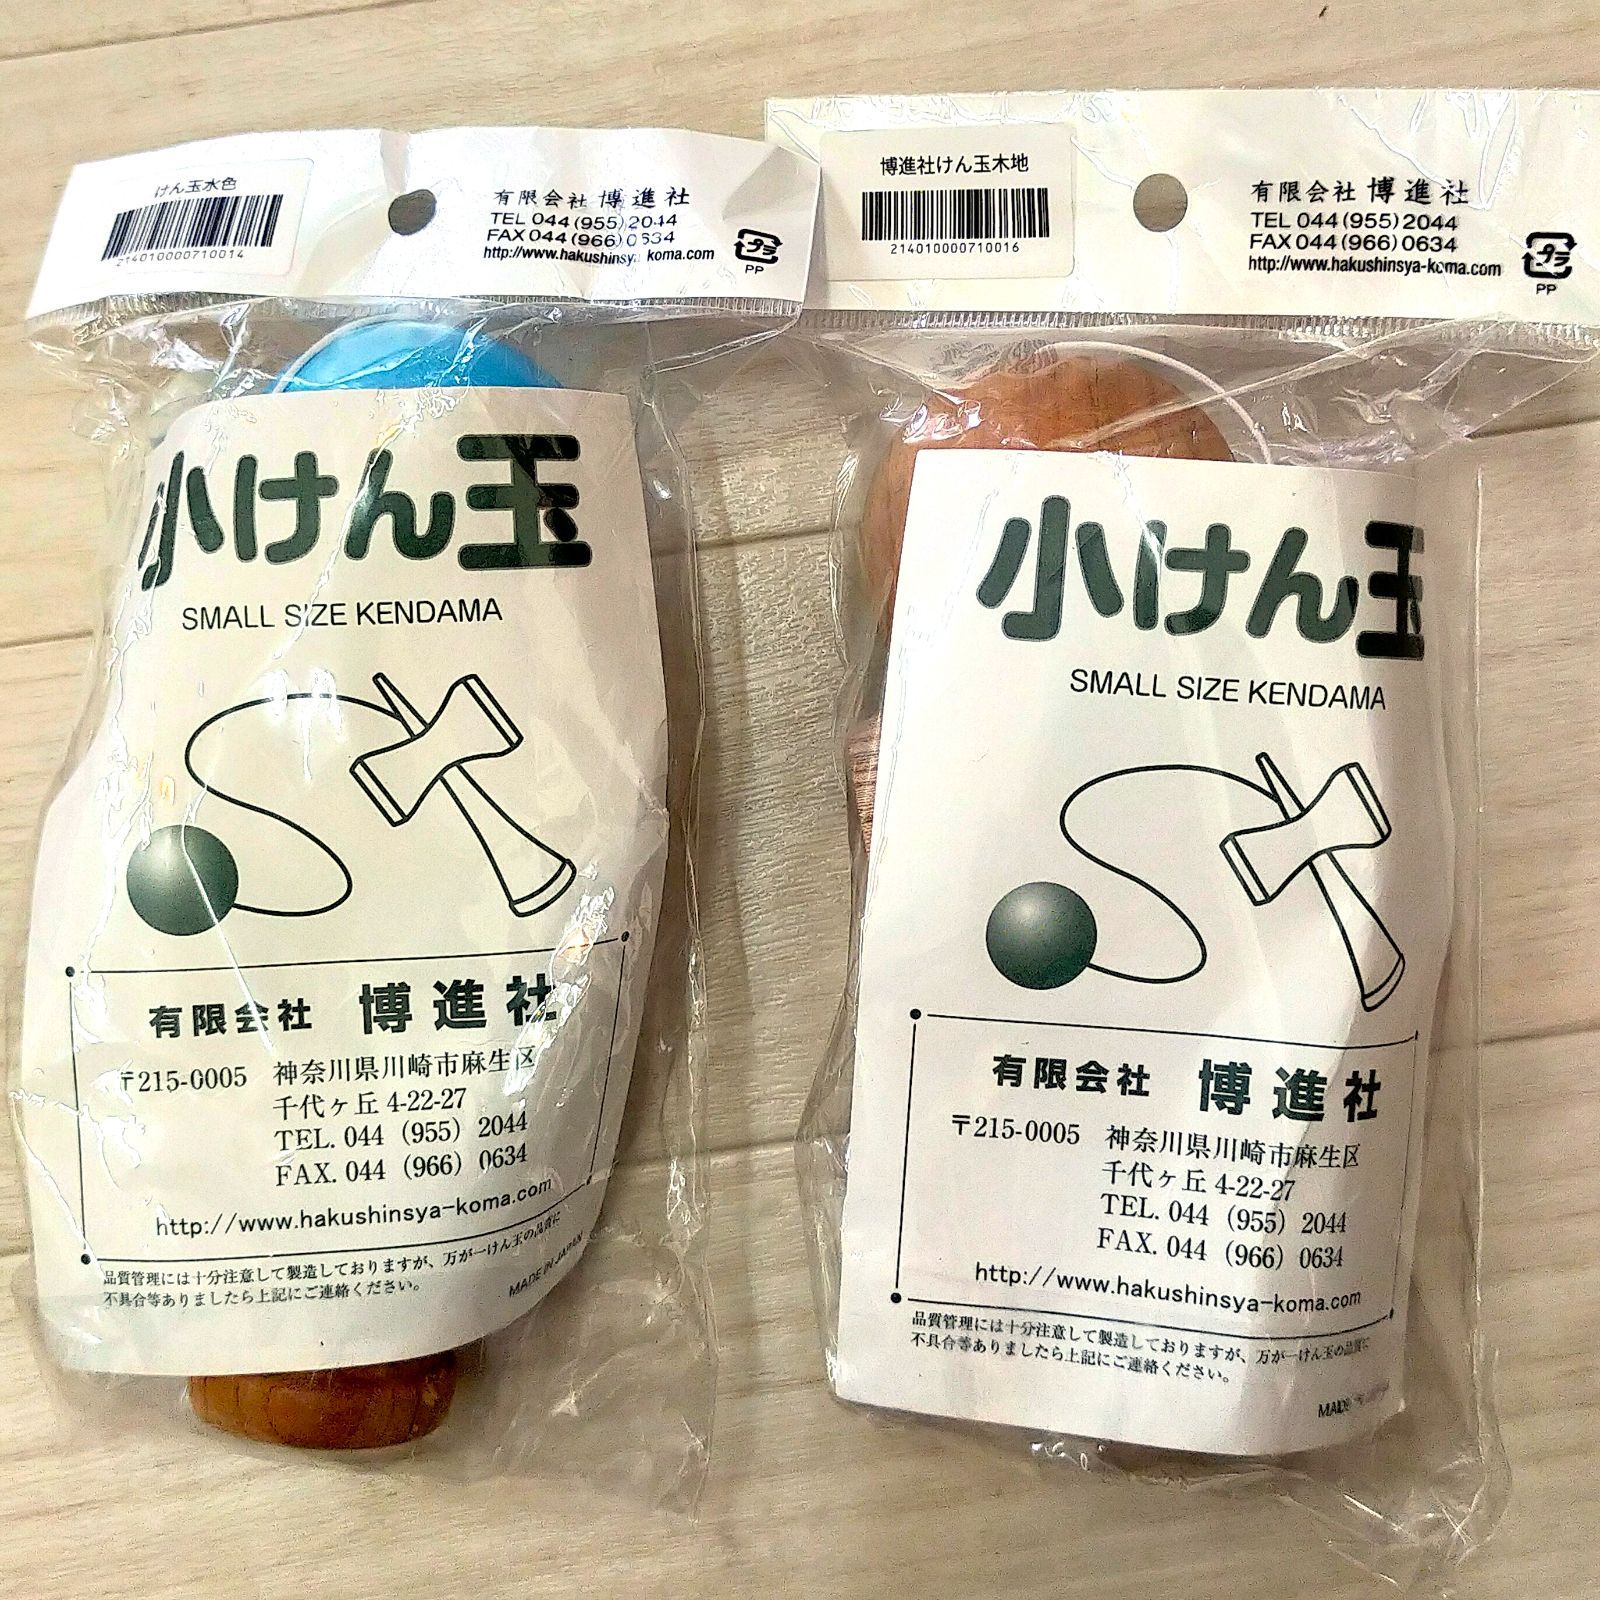 けん玉水色
214010000710014
有限会社 博進社
TEL 044(955)2044
FAX 044(966)0634
http://www.hakushinsya-koma.com
プラ
PP
小けん玉
SMALL SIZE KENDAMA
有限会社 博進社
〒215-0005 神奈川県川崎市麻生区
千代ヶ丘 4-22-27
TEL. 044 (955) 2044
FAX. 044 (966) 0634
http://www.hakushinsya-koma.com
品質管理には十分注意して製造しておりますが、万が一けん玉の品質に
不具合等ありましたら上記にご連絡ください。
MADE IN JAPAN
博進社けん玉木地
214010000710016
有限会社 博進社
TEL 044(955)2044
FAX 044(966)0634
http://www.hakushinsya-koma.com
プラ
PP
小けん玉
SMALL SIZE KENDAMA
有限会社 博進社
〒215-0005 神奈川県川崎市麻生区
千代ヶ丘 4-22-27
TEL. 044 (955) 2044
FAX. 044 (966) 0634
http://www.hakushinsya-koma.com
品質管理には十分注意して製造しておりますが、万が一けん玉の品質に
不具合等ありましたら上記にご連絡ください。
MADE